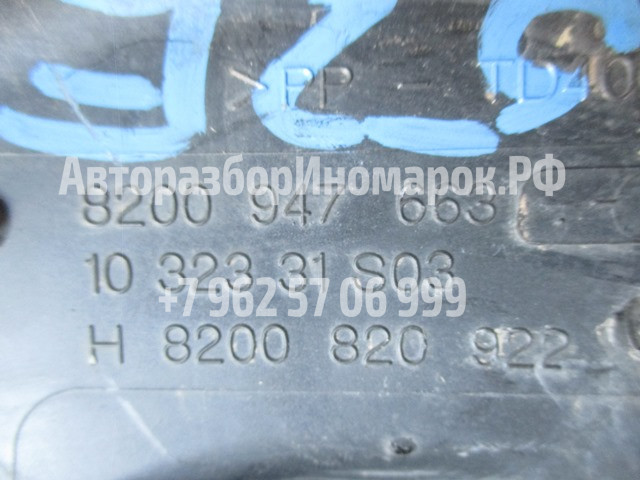 >PP - TD40
АвторазборИномарок.РФ
8200 947 663
10 323 31 S03
+7 962 57 06 999
H 8200 820 922